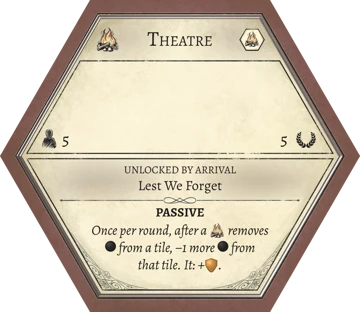 Theatre
5 5
UNLOCKED BY ARRIVAL
Lest We Forget
PASSIVE
Once per round, after a removes
from a tile, –1 more from
that tile. It: + .